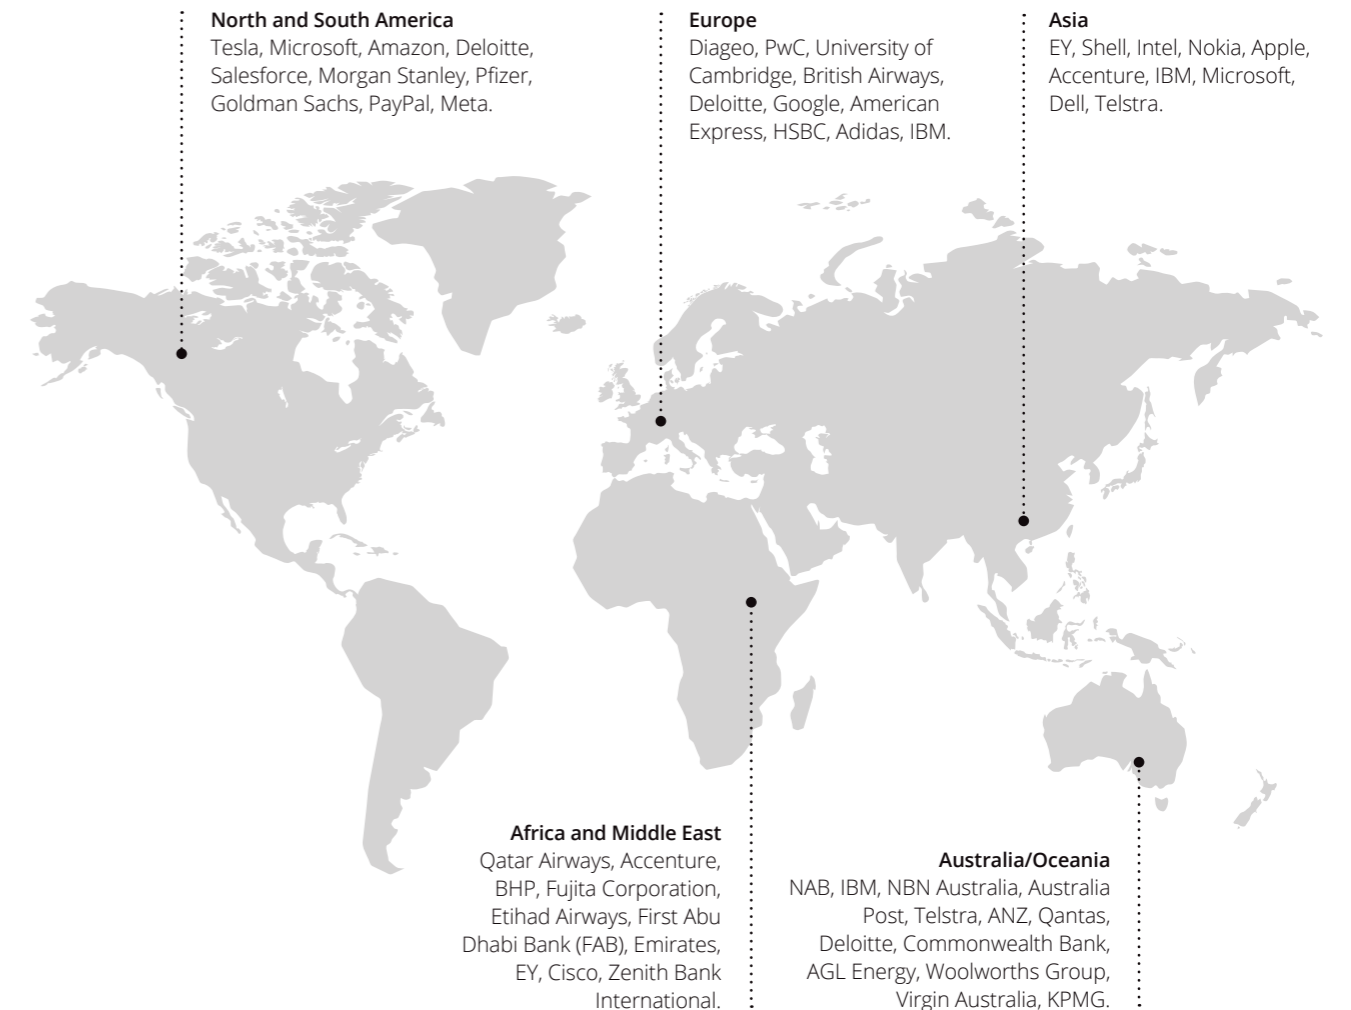 North and South America
Tesla, Microsoft, Amazon, Deloitte,
Salesforce, Morgan Stanley, Pfizer,
Goldman Sachs, PayPal, Meta.
Europe
Diageo, PwC, University of
Cambridge, British Airways,
Deloitte, Google, American
Express, HSBC, Adidas, IBM.
Asia
EY, Shell, Intel, Nokia, Apple,
Accenture, IBM, Microsoft,
Dell, Telstra.
Africa and Middle East
Qatar Airways, Accenture,
BHP, Fujita Corporation,
Etihad Airways, First Abu
Dhabi Bank (FAB), Emirates,
EY, Cisco, Zenith Bank
International.
Australia/Oceania
NAB, IBM, NBN Australia, Australia
Post, Telstra, ANZ, Qantas,
Deloitte, Commonwealth Bank,
AGL Energy, Woolworths Group,
Virgin Australia, KPMG.